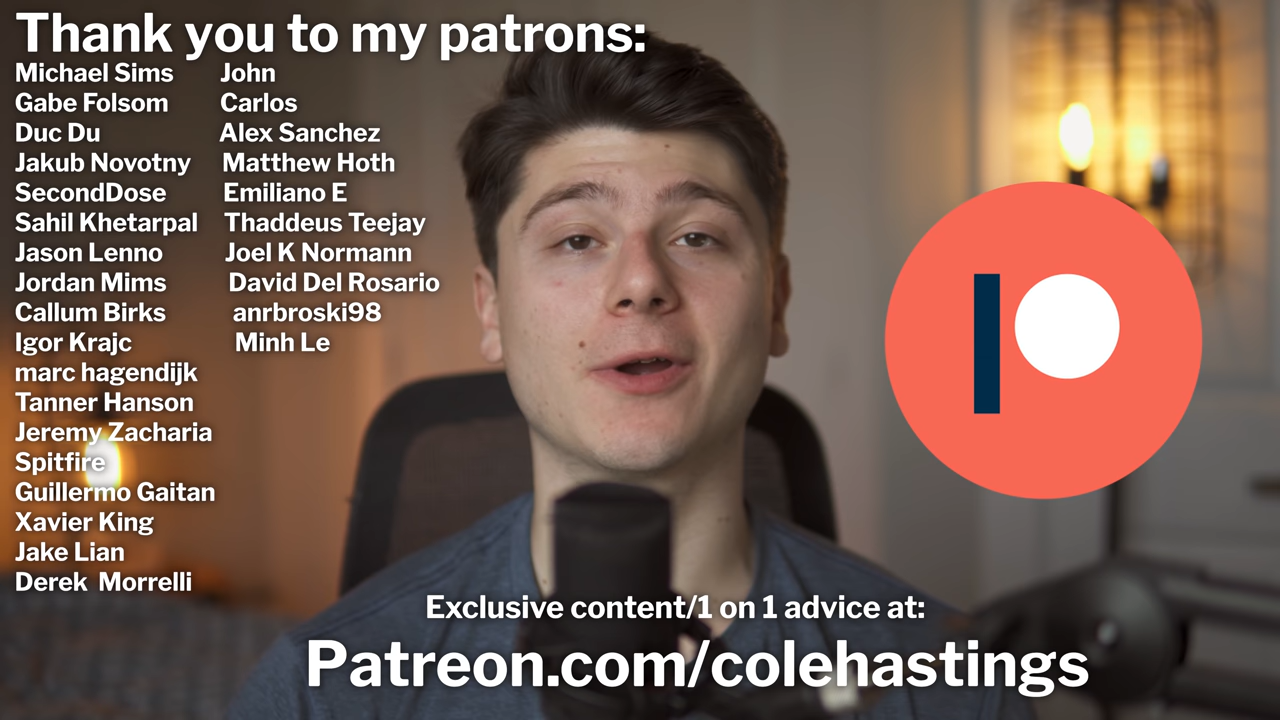 Thank you to my patrons:
Michael Sims
Gabe Folsom
Duc Du
Jakub Novotny
SecondDose
Sahil Khetarpal
Jason Lenno
Jordan Mims
Callum Birks
Igor Krajc
marc hagendijk
Tanner Hanson
Jeremy Zacharia
Spitfire
Guillermo Gaitan
Xavier King
Jake Lian
Derek Morrelli
John
Carlos
Alex Sanchez
Matthew Hoth
Emiliano E
Thaddeus Teejay
Joel K Normann
David Del Rosario
anrbroski98
Minh Le
Exclusive content/1 on 1 advice at:
Patreon.com/colehastings